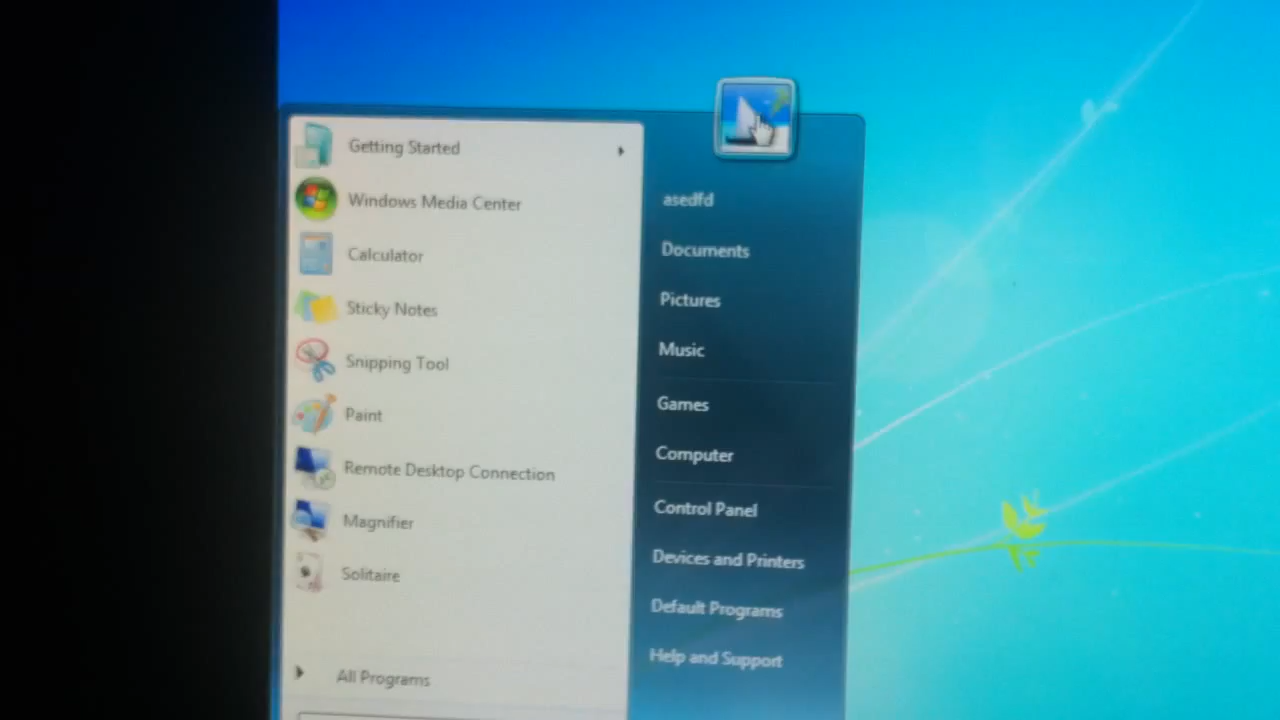 Getting Started
Windows Media Center
Calculator
Sticky Notes
Snipping Tool
Paint
Remote Desktop Connection
Magnifier
Solitaire
All Programs
asedfd
Documents
Pictures
Music
Games
Computer
Control Panel
Devices and Printers
Default Programs
Help and Support